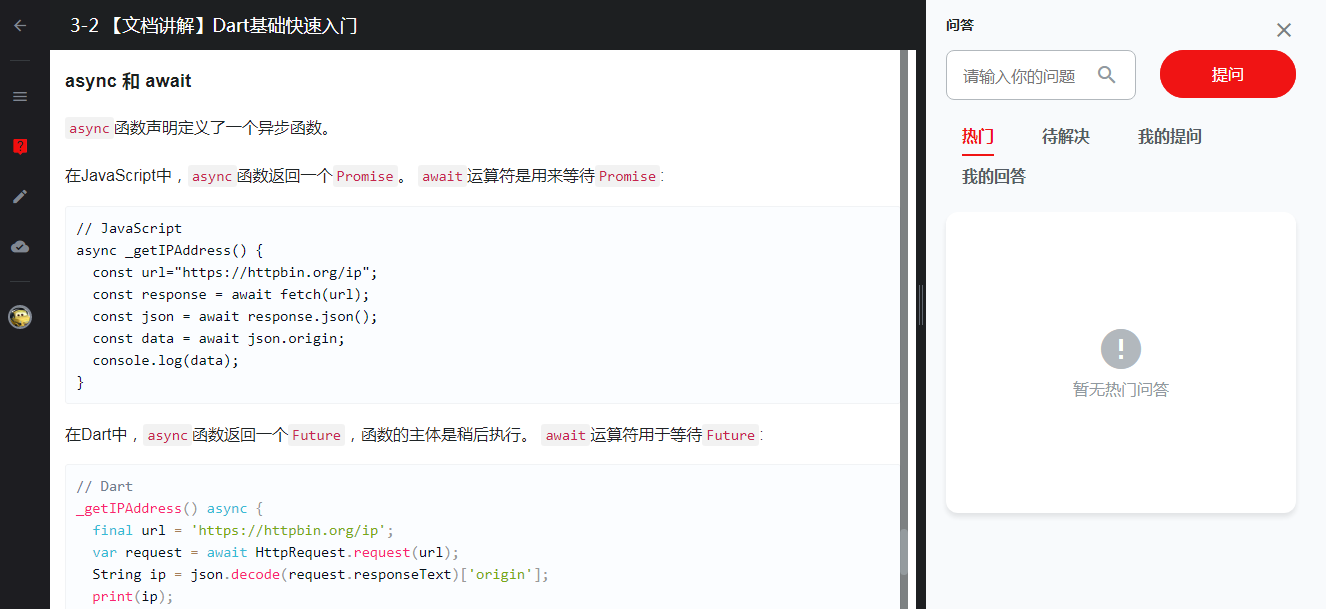 3-2 【文档讲解】Dart基础快速入门
async 和 await
async函数声明定义了一个异步函数。
在JavaScript中，async函数返回一个Promise。 await运算符是用来等待Promise:
// JavaScript
async _getIPAddress() {
  const url="https://httpbin.org/ip";
  const response = await fetch(url);
  const json = await response.json();
  const data = await json.origin;
  console.log(data);
}
在Dart中，async函数返回一个Future，函数的主体是稍后执行。 await运算符用于等待Future:
// Dart
_getIPAddress() async {
  final url = 'https://httpbin.org/ip';
  var request = await HttpRequest.request(url);
  String ip = json.decode(request.responseText)['origin'];
  print(ip);
问答
请输入你的问题
提问
热门 待解决 我的提问
我的回答
暂无热门问答